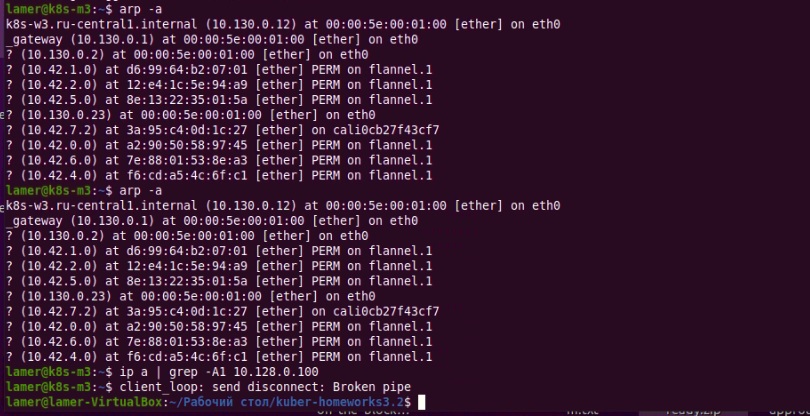 lamer@k8s-m3:~$ arp -a
k8s-w3.ru-central1.internal (10.130.0.12) at 00:00:5e:00:01:00 [ether] on eth0
_gateway (10.130.0.1) at 00:00:5e:00:01:00 [ether] on eth0
? (10.130.0.2) at 00:00:5e:00:01:00 [ether] on eth0
? (10.42.1.0) at d6:99:64:b2:07:01 [ether] PERM on flannel.1
? (10.42.2.0) at 12:e4:1c:5e:94:a9 [ether] PERM on flannel.1
? (10.42.5.0) at 8e:13:22:35:01:5a [ether] PERM on flannel.1
? (10.130.0.23) at 00:00:5e:00:01:00 [ether] on eth0
? (10.42.7.2) at 3a:95:c4:0d:1c:27 [ether] on cali0cb27f43cf7
? (10.42.0.0) at a2:90:50:58:97:45 [ether] PERM on flannel.1
? (10.42.6.0) at 7e:88:01:53:8e:a3 [ether] PERM on flannel.1
? (10.42.4.0) at f6:cd:a5:4c:6f:c1 [ether] PERM on flannel.1
lamer@k8s-m3:~$ arp -a
k8s-w3.ru-central1.internal (10.130.0.12) at 00:00:5e:00:01:00 [ether] on eth0
_gateway (10.130.0.1) at 00:00:5e:00:01:00 [ether] on eth0
? (10.130.0.2) at 00:00:5e:00:01:00 [ether] on eth0
? (10.42.1.0) at d6:99:64:b2:07:01 [ether] PERM on flannel.1
? (10.42.2.0) at 12:e4:1c:5e:94:a9 [ether] PERM on flannel.1
? (10.42.5.0) at 8e:13:22:35:01:5a [ether] PERM on flannel.1
? (10.130.0.23) at 00:00:5e:00:01:00 [ether] on eth0
? (10.42.7.2) at 3a:95:c4:0d:1c:27 [ether] on cali0cb27f43cf7
? (10.42.0.0) at a2:90:50:58:97:45 [ether] PERM on flannel.1
? (10.42.6.0) at 7e:88:01:53:8e:a3 [ether] PERM on flannel.1
? (10.42.4.0) at f6:cd:a5:4c:6f:c1 [ether] PERM on flannel.1
lamer@k8s-m3:~$ ip a | grep -A1 10.128.0.100
lamer@k8s-m3:~$ client_loop: send disconnect: Broken pipe
lamer@lamer-VirtualBox:~/Рабочий стол/kuber-homeworks3.2$